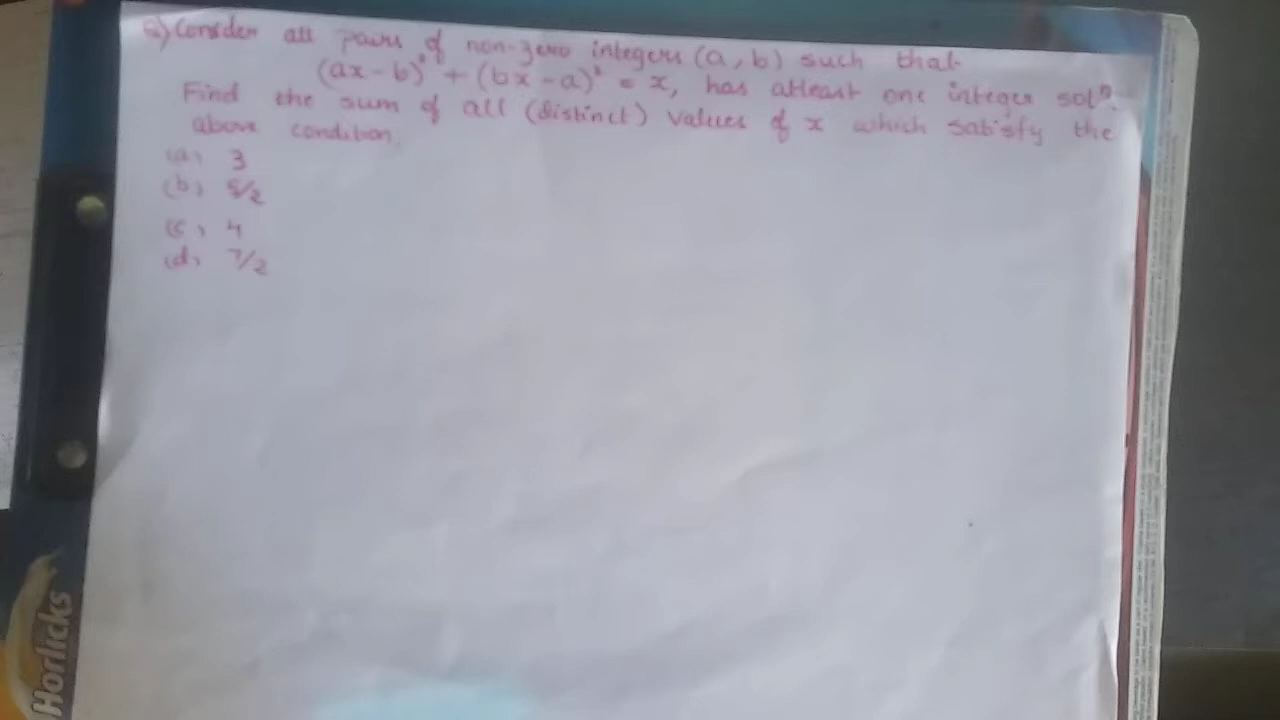 Q) Consider all pairs of non-zero integers (a, b) such that
(ax - b)² + (bx - a)² = x, has atleast one integer solⁿ.
Find the sum of all (distinct) values of x which satisfy the
above condition.
(a) 3
(b) 5/2
(c) 4
(d) 7/2
Horlicks